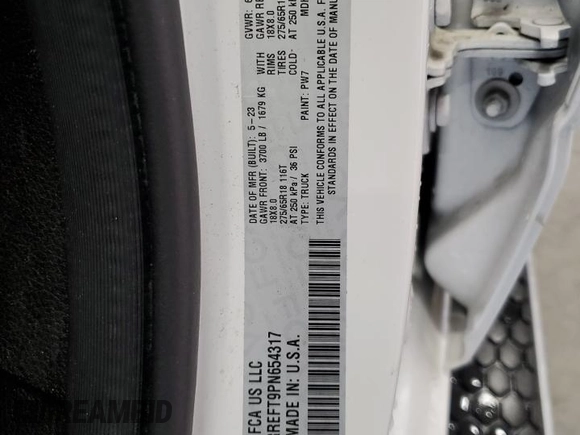 FCA US LLC
DATE OF MFR (BUILT): 5-23
GVWR:
GAWR FRONT: 3700 LB / 1679 KG WITH
18X8.0 RIMS
275/65R18 116T TIRES
AT 250 kPa / 36 PSI COLD
GAWR RE
18X8.0
275/65R1
AT 250 kP
REFT9PN654317
TYPE: TRUCK
PAINT: PW7
MADE IN: U.S.A.
THIS VEHICLE CONFORMS TO ALL APPLICABLE U.S.A. F
STANDARDS IN EFFECT ON THE DATE OF MANU